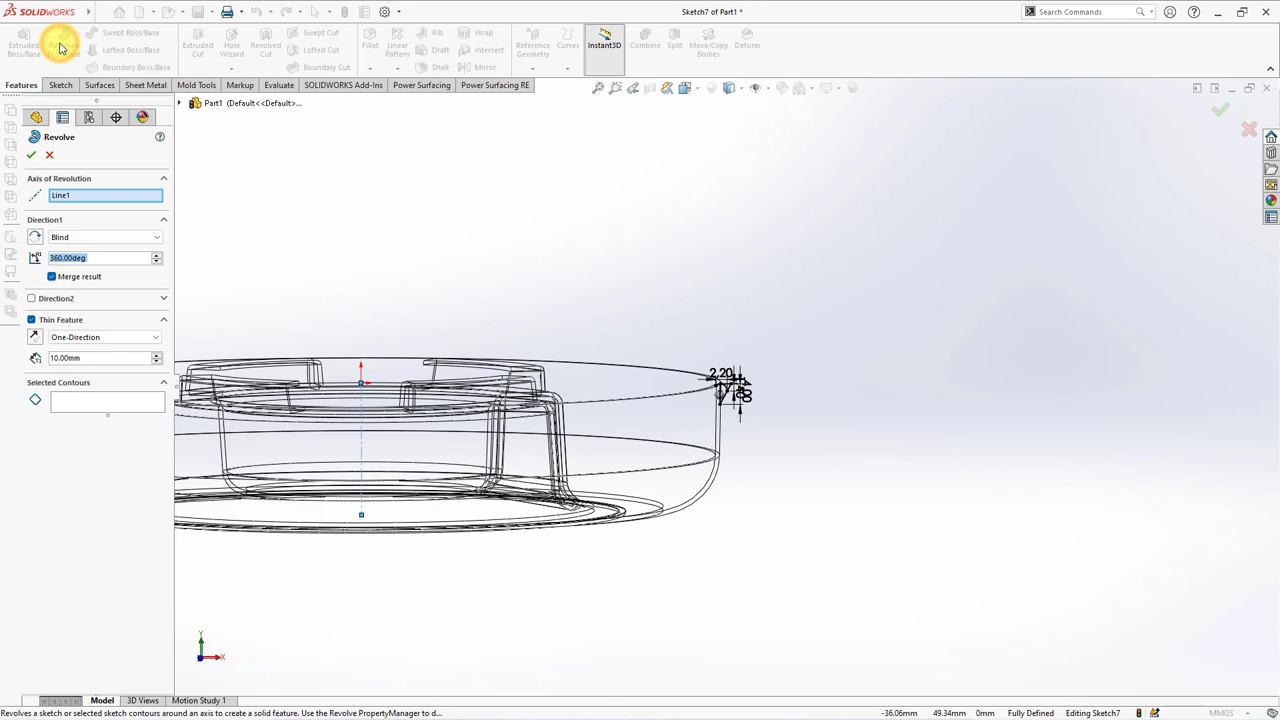 SOLIDWORKS
Sketch7 of Part1 *
Search Commands
Extruded Boss/Base
Swept Boss/Base
Lofted Boss/Base
Boundary Boss/Base
Extruded Cut
Hole Wizard
Revolved Cut
Swept Cut
Lofted Cut
Boundary Cut
Fillet
Linear Pattern
Rib
Draft
Shell
Wrap
Intersect
Mirror
Reference Geometry
Curves
Instant3D
Combine
Split
Move/Copy Bodies
Deform
Features Sketch Surfaces Sheet Metal Mold Tools Markup Evaluate SOLIDWORKS Add-Ins Power Surfacing Power Surfacing RE
Part1 (Default<<Default>...
Revolve
Axis of Revolution
Line1
Direction1
Blind
360.00deg
Merge result
Direction2
Thin Feature
One-Direction
10.00mm
Selected Contours
2.20
Y
X
Model 3D Views Motion Study 1
Revolves a sketch or selected sketch contours around an axis to create a solid feature. Use the Revolve PropertyManager to d... -36.06mm 49.34mm 0mm Fully Defined Editing Sketch7 MMGS